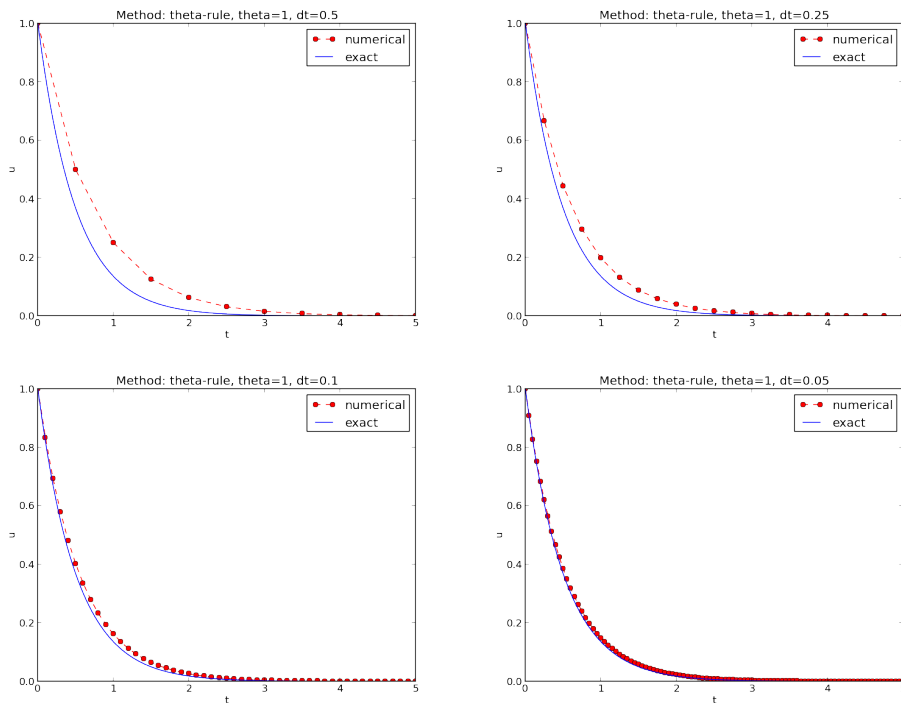 Method: theta-rule, theta=1, dt=0.5
1.0
0.8
0.6
0.4
0.2
0.0
u
numerical
exact
0 1 2 3 4 5
t
Method: theta-rule, theta=1, dt=0.25
1.0
0.8
0.6
0.4
0.2
0.0
u
numerical
exact
0 1 2 3 4
t
Method: theta-rule, theta=1, dt=0.1
1.0
0.8
0.6
0.4
0.2
0.0
u
numerical
exact
0 1 2 3 4 5
t
Method: theta-rule, theta=1, dt=0.05
1.0
0.8
0.6
0.4
0.2
0.0
u
numerical
exact
0 1 2 3 4
t